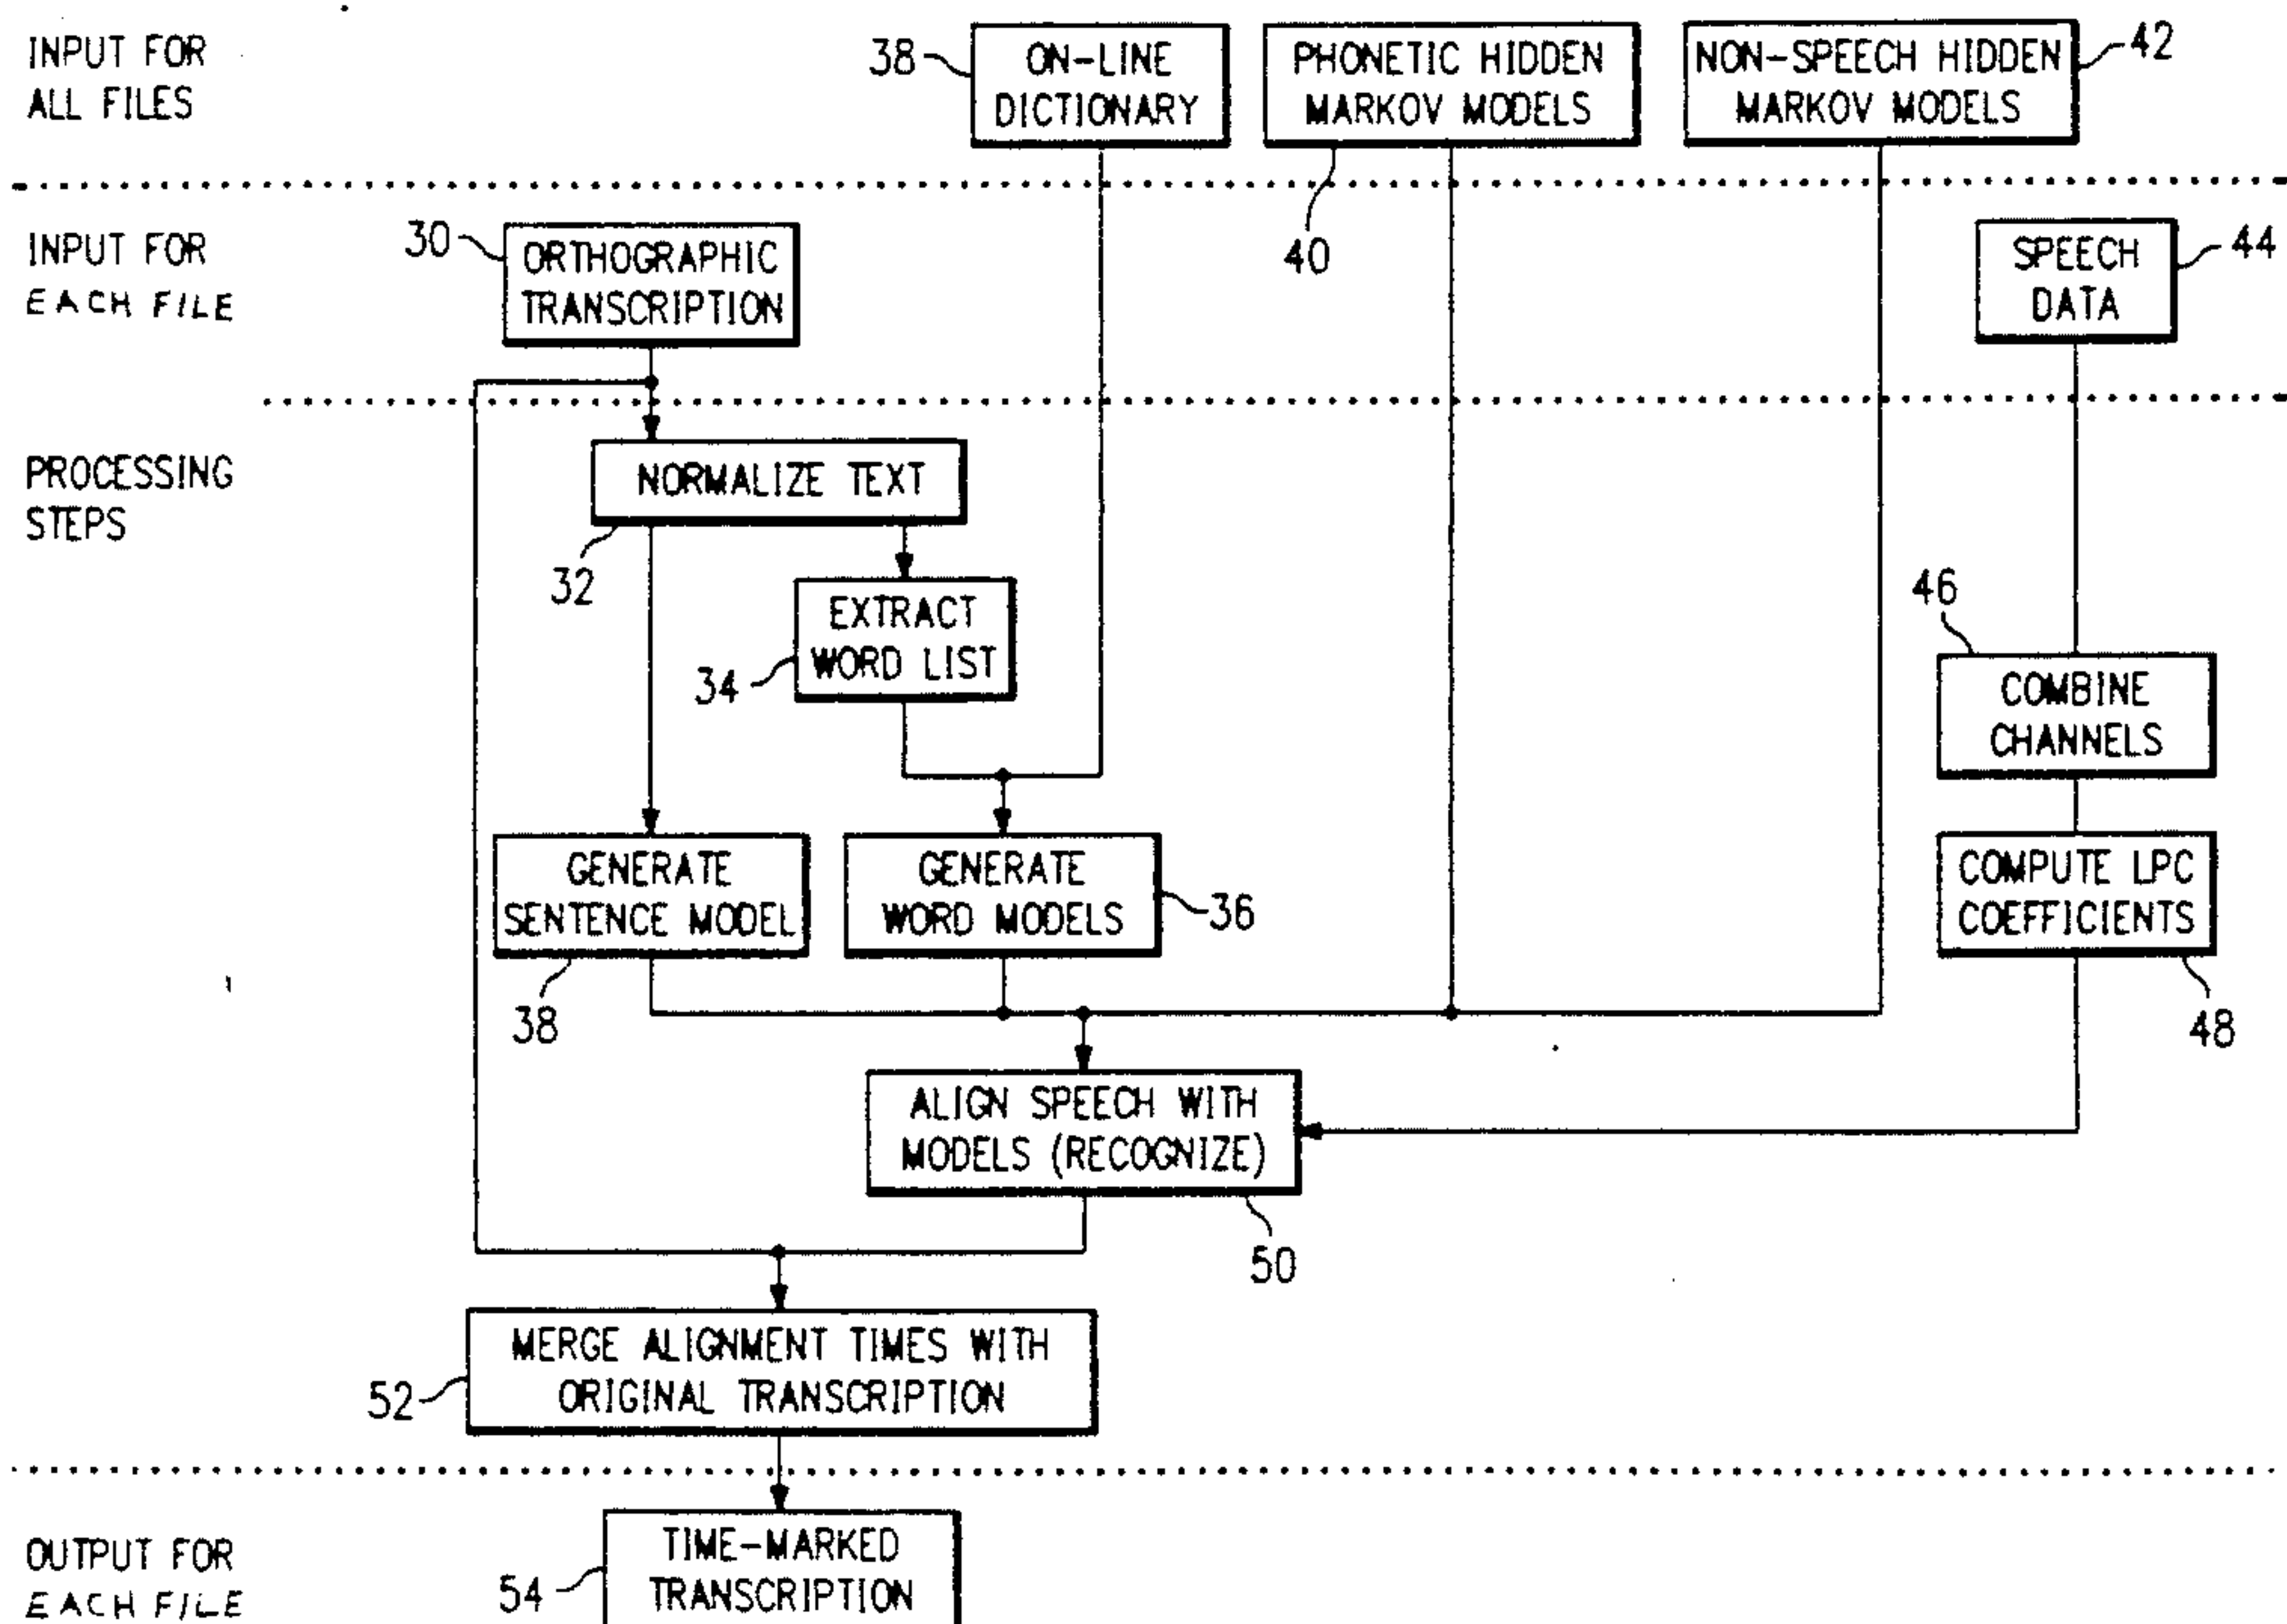 INPUT FOR
ALL FILES
38
ON-LINE
DICTIONARY
PHONETIC HIDDEN
MARKOV MODELS
40
NON-SPEECH HIDDEN
MARKOV MODELS
42
INPUT FOR
EACH FILE
30
ORTHOGRAPHIC
TRANSCRIPTION
SPEECH
DATA
44
PROCESSING
STEPS
NORMALIZE TEXT
32
EXTRACT
WORD LIST
34
46
COMBINE
CHANNELS
GENERATE
SENTENCE MODEL
38
GENERATE
WORD MODELS
36
COMPUTE LPC
COEFFICIENTS
48
ALIGN SPEECH WITH
MODELS (RECOGNIZE)
50
MERGE ALIGNMENT TIMES WITH
ORIGINAL TRANSCRIPTION
52
OUTPUT FOR
EACH FILE
TIME-MARKED
TRANSCRIPTION
54